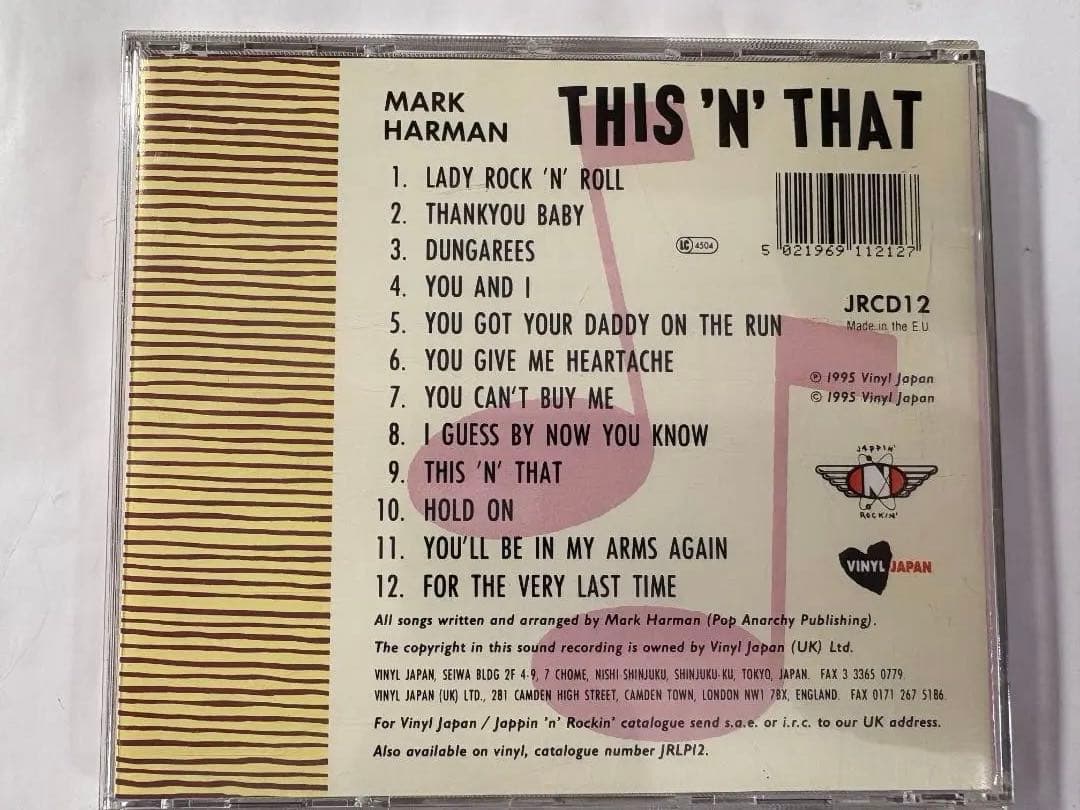 MARK
HARMAN
THIS 'N' THAT
1. LADY ROCK 'N' ROLL
2. THANKYOU BABY
3. DUNGAREES
4. YOU AND I
5. YOU GOT YOUR DADDY ON THE RUN
6. YOU GIVE ME HEARTACHE
7. YOU CAN'T BUY ME
8. I GUESS BY NOW YOU KNOW
9. THIS 'N' THAT
10. HOLD ON
11. YOU'LL BE IN MY ARMS AGAIN
12. FOR THE VERY LAST TIME
LC 4504
5 021969 112127
JRCD12
Made in the E.U
℗ 1995 Vinyl Japan
© 1995 Vinyl Japan
JAPPIN'
N
ROCKIN'
VINYL JAPAN
All songs written and arranged by Mark Harman (Pop Anarchy Publishing).
The copyright in this sound recording is owned by Vinyl Japan (UK) Ltd.
VINYL JAPAN, SEIWA BLDG 2F 4-9, 7 CHOME, NISHI SHINJUKU, SHINJUKU-KU, TOKYO, JAPAN. FAX 3 3365 0779.
VINYL JAPAN (UK) LTD., 281 CAMDEN HIGH STREET, CAMDEN TOWN, LONDON NW1 7BX, ENGLAND. FAX 0171 267 5186.
For Vinyl Japan / Jappin 'n' Rockin' catalogue send s.a.e. or i.r.c. to our UK address.
Also available on vinyl, catalogue number JRLP12.